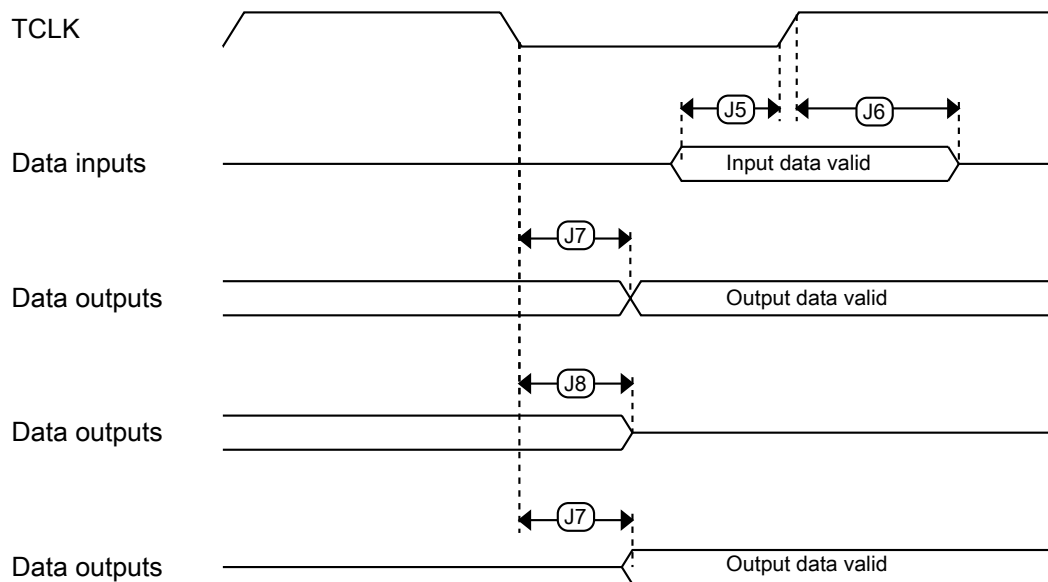 TCLK
J5
J6
Data inputs
Input data valid
J7
Data outputs
Output data valid
J8
Data outputs
J7
Data outputs
Output data valid